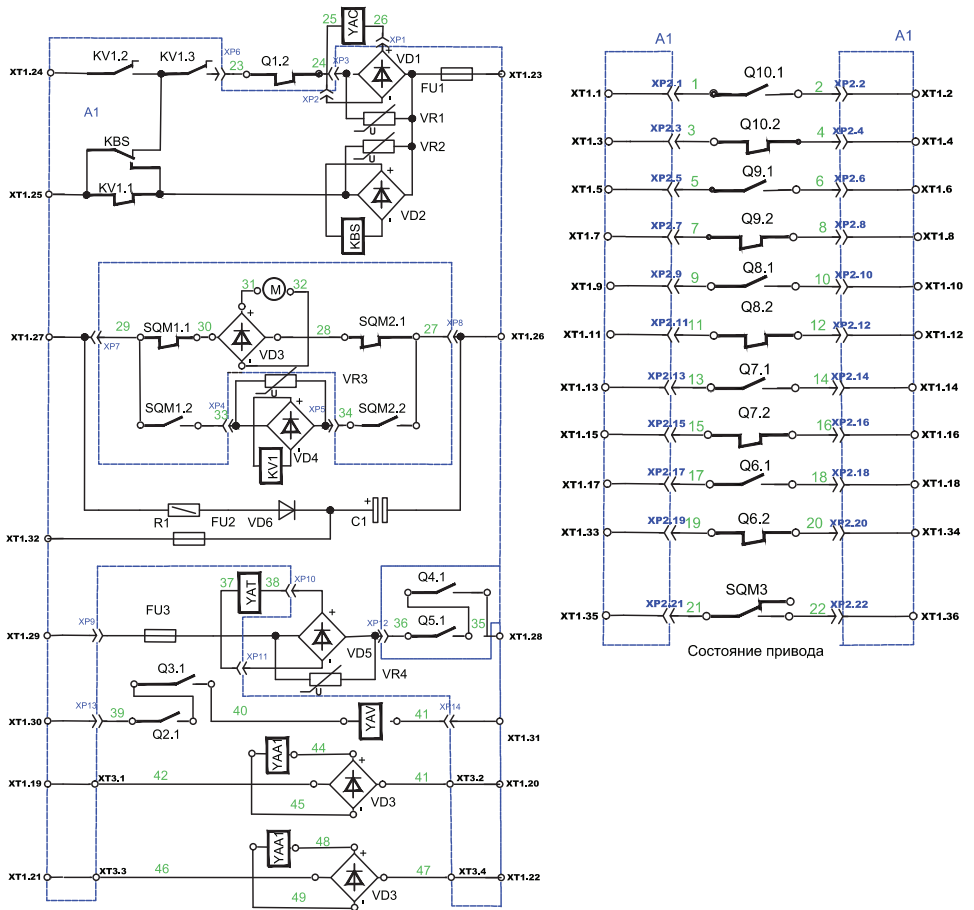 25 26
YAC
XP1
KV1.2 KV1.3 XP6 Q1.2 XP3 VD1
XT1.24 23 24 + XT1.23
XP2 FU1
A1 VR1
U
KBS VR2
U
KV1.1 +
XT1.25 VD2
KBS
31 M 32
29 SQM1.1 30 + 28 SQM2.1 27 XP8
XT1.27 XP7 VD3 XT1.26
VR3
U
SQM1.2 XP4 XP5 SQM2.2
33 + 34
VD4
KV1
R1 FU2 VD6 C1 +
XT1.32
37 YAT 38 XP10 Q4.1
XP9 FU3 + XP12 36 Q5.1 35
XT1.29 VD5 XT1.28
XP11 VR4
Q3.1 U
XP13 39 40 41 XP14
XT1.30 Q2.1 YAV XT1.31
YAA1 44
+
XT1.19 XT3.1 42 41 XT3.2 XT1.20
VD3
45
YAA1 48
+
XT1.21 XT3.3 46 47 XT3.4 XT1.22
VD3
49
A1 A1
XT1.1 XP2.1 1 Q10.1 2 XP2.2 XT1.2
XT1.3 XP2.3 3 Q10.2 4 XP2.4 XT1.4
XT1.5 XP2.5 5 Q9.1 6 XP2.6 XT1.6
XT1.7 XP2.7 7 Q9.2 8 XP2.8 XT1.8
XT1.9 XP2.9 9 Q8.1 10 XP2.10 XT1.10
XT1.11 XP2.11 11 Q8.2 12 XP2.12 XT1.12
XT1.13 XP2.13 13 Q7.1 14 XP2.14 XT1.14
XT1.15 XP2.15 15 Q7.2 16 XP2.16 XT1.16
XT1.17 XP2.17 17 Q6.1 18 XP2.18 XT1.18
XT1.33 XP2.19 19 Q6.2 20 XP2.20 XT1.34
XT1.35 XP2.21 21 SQM3 22 XP2.22 XT1.36
Состояние привода